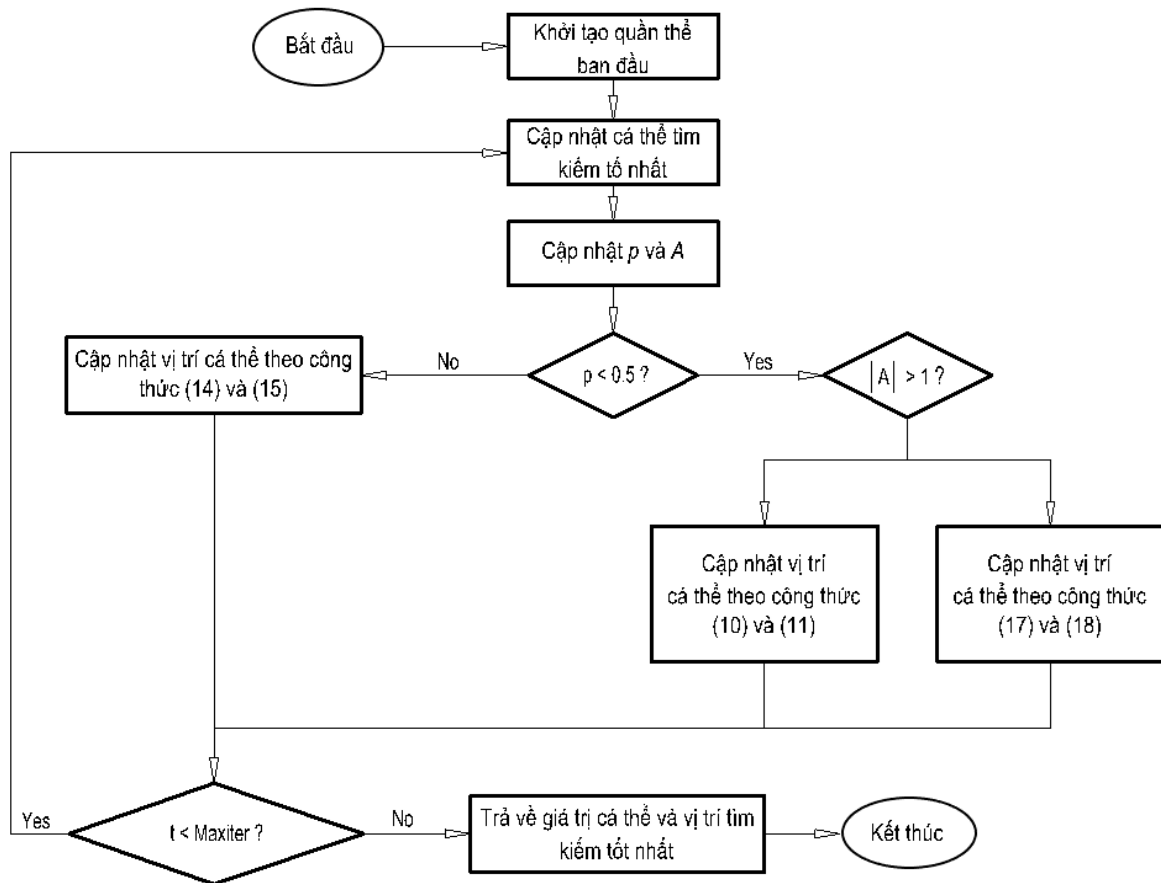 Bắt đầu
Khởi tạo quần thể
ban đầu
Cập nhật cá thể tìm
kiếm tố nhất
Cập nhật p và A
Cập nhật vị trí cá thể theo công
thức (14) và (15)
No
p < 0.5 ?
Yes
|A| > 1 ?
Cập nhật vị trí
cá thể theo công thức
(10) và (11)
Cập nhật vị trí
cá thể theo công thức
(17) và (18)
Yes
t < Maxiter ?
No
Trả về giá trị cá thể và vị trí tìm
kiếm tốt nhất
Kết thúc